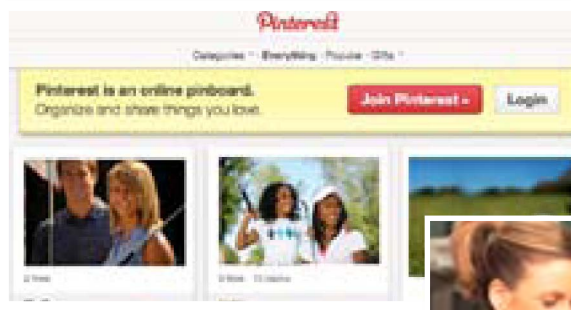 Pinterest
Categories Everything Popular Gifts
Pinterest is an online pinboard.
Organize and share things you love.
Join Pinterest »
Login